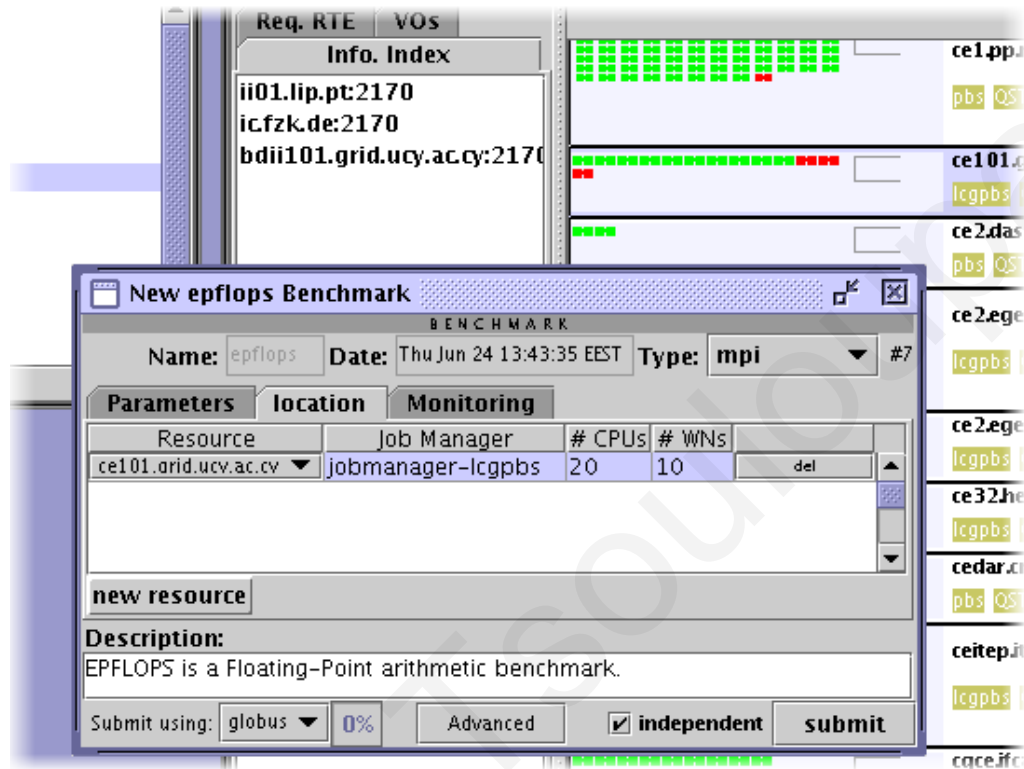 Req. RTE VOs
Info. Index
ii01.lip.pt:2170
ic.fzk.de:2170
bdii101.grid.ucy.ac.cy:2170
ce1.pp.
pbs QST
ce101.g
lcgpbs
ce2.das
pbs QST
ce2.ege
lcgpbs
ce2.ege
lcgpbs
ce32.he
lcgpbs
cedar.c
pbs QST
ceitep.it
lcgpbs
cgce.ifc
New epflops Benchmark
BENCHMARK
Name: epflops Date: Thu Jun 24 13:43:35 EEST Type: mpi #7
Parameters location Monitoring
Resource Job Manager # CPUs # WNs
ce101.grid.ucy.ac.cy jobmanager-lcgpbs 20 10 del
new resource
Description:
EPFLOPS is a Floating-Point arithmetic benchmark.
Submit using: globus 0% Advanced independent submit